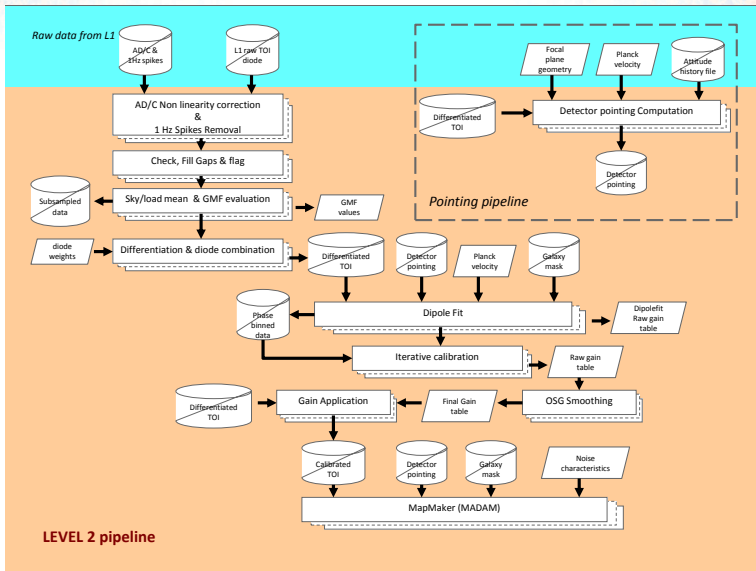 Raw data from L1
AD/C &
1Hz spikes
L1 raw TOI
diode
Focal
plane
geometry
Planck
velocity
Attitude
history file
AD/C Non linearity correction
&
1 Hz Spikes Removal
Differentiated
TOI
Detector pointing Computation
Check, Fill Gaps & flag
Detector
pointing
Subsampled
data
Sky/load mean & GMF evaluation
GMF
values
Pointing pipeline
diode
weights
Differentiation & diode combination
Differentiated
TOI
Detector
pointing
Planck
velocity
Galaxy
mask
Phase
binned
data
Dipole Fit
Dipolefit
Raw gain
table
Iterative calibration
Raw gain
table
Differentiated
TOI
Gain Application
Final Gain
table
OSG Smoothing
Calibrated
TOI
Detector
pointing
Galaxy
mask
Noise
characteristics
MapMaker (MADAM)
LEVEL 2 pipeline